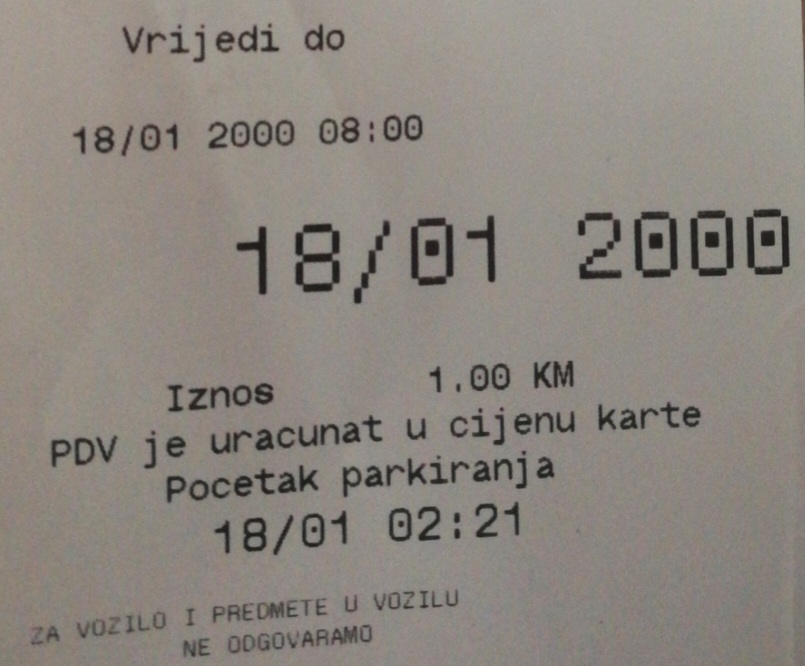 Vrijedi do
18/01 2000 08:00
18/01 2000
Iznos 1.00 KM
PDV je uracunat u cijenu karte
Pocetak parkiranja
18/01 02:21
ZA VOZILO I PREDMETE U VOZILU
NE ODGOVARAMO